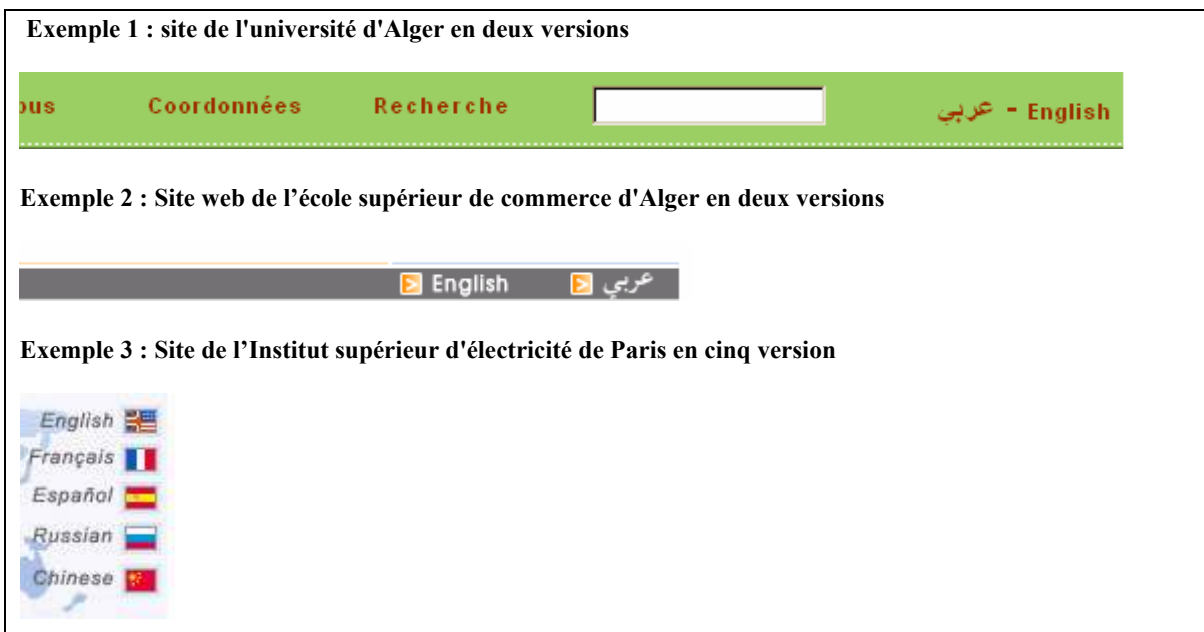 Exemple 1 : site de l'université d'Alger en deux versions
ous Coordonnées Recherche عربي - English
Exemple 2 : Site web de l’école supérieur de commerce d'Alger en deux versions
English عربي
Exemple 3 : Site de l’Institut supérieur d'électricité de Paris en cinq version
English
Français
Español
Russian
Chinese